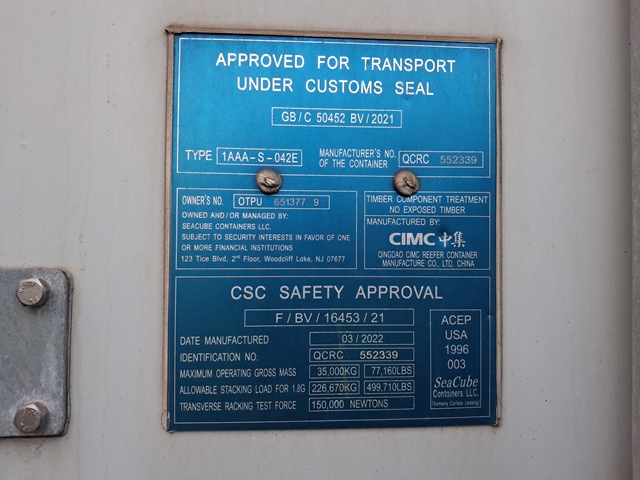 APPROVED FOR TRANSPORT
UNDER CUSTOMS SEAL
GB / C 50452 BV / 2021
TYPE 1AAA - S - 042E
MANUFACTURER'S NO. OF THE CONTAINER QCRC 552339
OWNER'S NO. OTPU 651377 9
OWNED AND/OR MANAGED BY:
SEACUBE CONTAINERS LLC.
SUBJECT TO SECURITY INTERESTS IN FAVOR OF ONE
OR MORE FINANCIAL INSTITUTIONS
123 Tice Blvd, 2nd Floor, Woodcliff Lake, NJ 07677
TIMBER COMPONENT TREATMENT
NO EXPOSED TIMBER
MANUFACTURED BY:
CIMC 中集
QINGDAO CIMC REEFER CONTAINER
MANUFACTURE CO., LTD. CHINA
CSC SAFETY APPROVAL
F / BV / 16453 / 21
DATE MANUFACTURED 03 / 2022
IDENTIFICATION NO. QCRC 552339
MAXIMUM OPERATING GROSS MASS 35,000KG 77,160LBS
ALLOWABLE STACKING LOAD FOR 1.8G 226,670KG 499,710LBS
TRANSVERSE RACKING TEST FORCE 150,000 NEWTONS
ACEP
USA
1996
003
SeaCube
Containers LLC.
(formerly Carlisle Leasing)